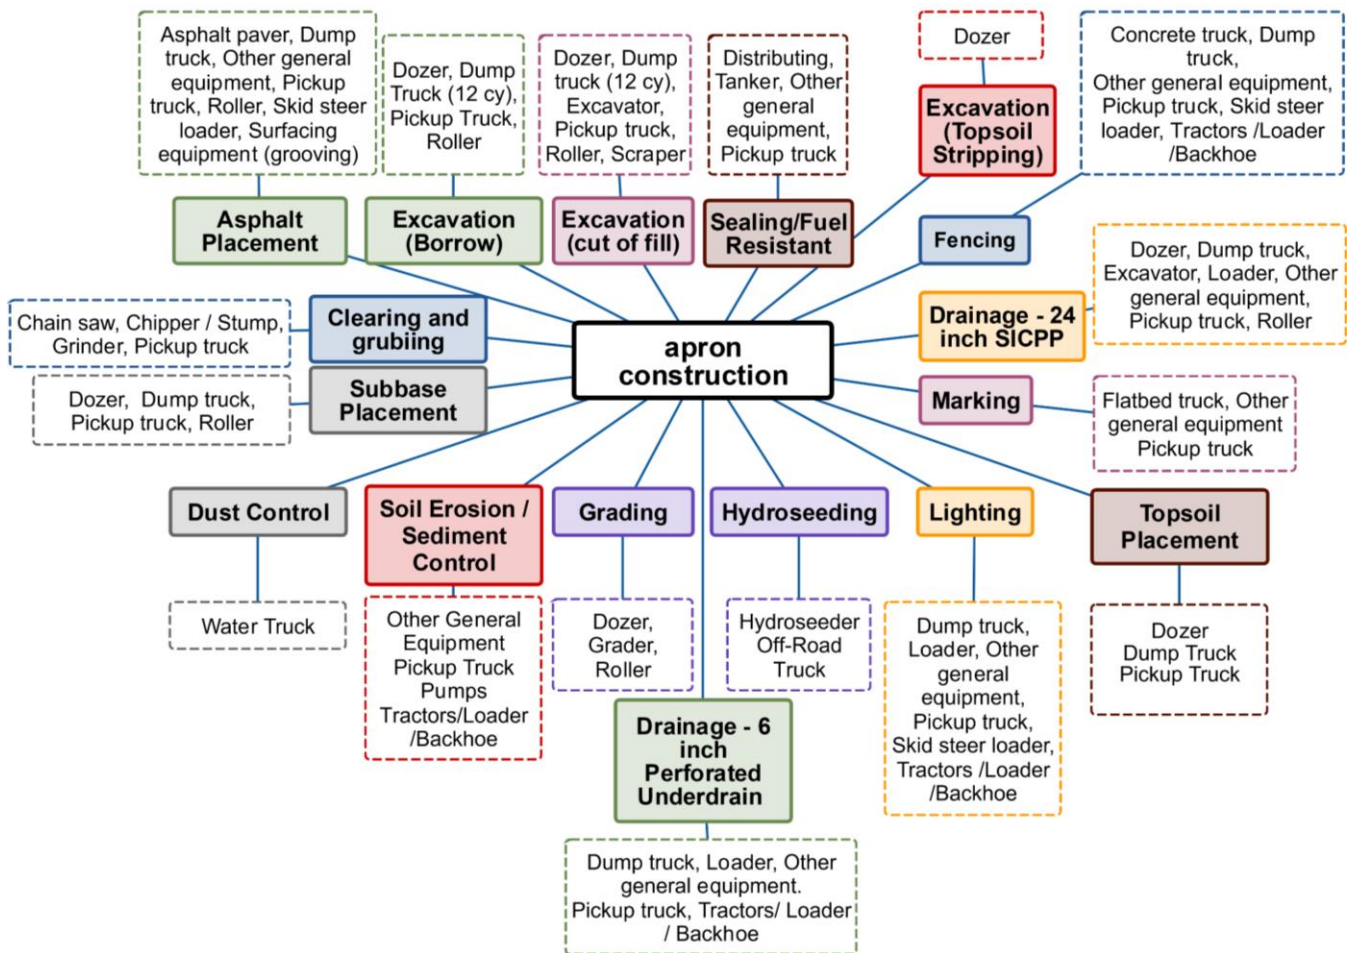 Asphalt paver, Dump
truck, Other general
equipment, Pickup
truck, Roller, Skid steer
loader, Surfacing
equipment (grooving)
Dozer, Dump
Truck (12 cy),
Pickup Truck,
Roller
Dozer, Dump
truck (12 cy),
Excavator,
Pickup truck,
Roller, Scraper
Distributing,
Tanker, Other
general
equipment,
Pickup truck
Dozer
Concrete truck, Dump
truck,
Other general equipment,
Pickup truck, Skid steer
loader, Tractors /Loader
/Backhoe
Excavation
(Topsoil
Stripping)
Asphalt
Placement
Excavation
(Borrow)
Excavation
(cut of fill)
Sealing/Fuel
Resistant
Fencing
Chain saw, Chipper / Stump,
Grinder, Pickup truck
Clearing and
grubiing
apron
construction
Drainage - 24
inch SICPP
Dozer, Dump truck,
Excavator, Loader, Other
general equipment,
Pickup truck, Roller
Dozer,  Dump truck,
Pickup truck, Roller
Subbase
Placement
Marking
Flatbed truck, Other
general equipment
Pickup truck
Dust Control
Soil Erosion /
Sediment
Control
Grading
Hydroseeding
Lighting
Topsoil
Placement
Water Truck
Other General
Equipment
Pickup Truck
Pumps
Tractors/Loader
/Backhoe
Dozer,
Grader,
Roller
Hydroseeder
Off-Road
Truck
Dump truck,
Loader, Other
general
equipment,
Pickup truck,
Skid steer loader,
Tractors /Loader
/Backhoe
Dozer
Dump Truck
Pickup Truck
Drainage - 6
inch
Perforated
Underdrain
Dump truck, Loader, Other
general equipment.
Pickup truck, Tractors/ Loader
/ Backhoe